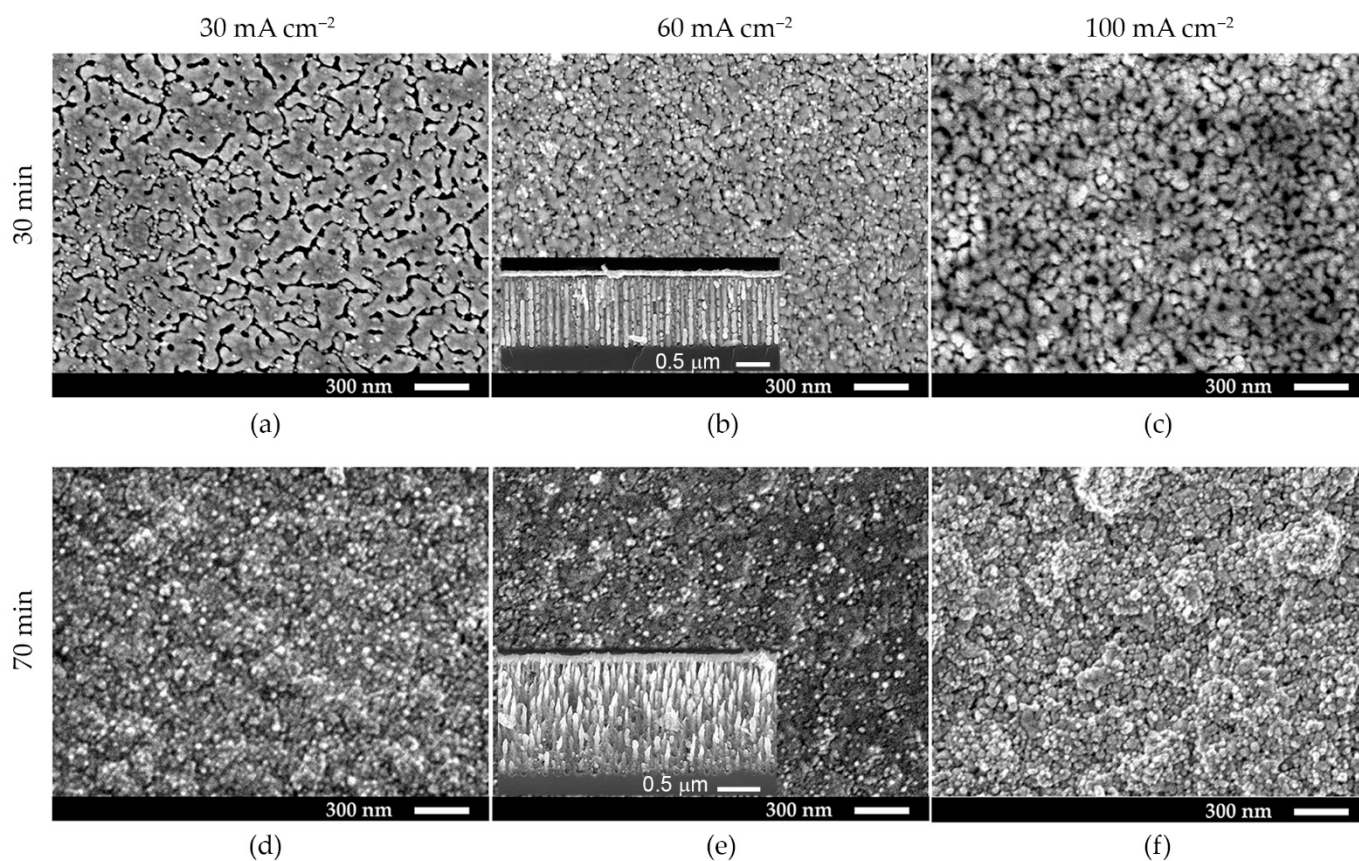 30 mA cm⁻²
60 mA cm⁻²
100 mA cm⁻²
30 min
0.5 μm
300 nm
300 nm
300 nm
(a)
(b)
(c)
70 min
0.5 μm
300 nm
300 nm
300 nm
(d)
(e)
(f)